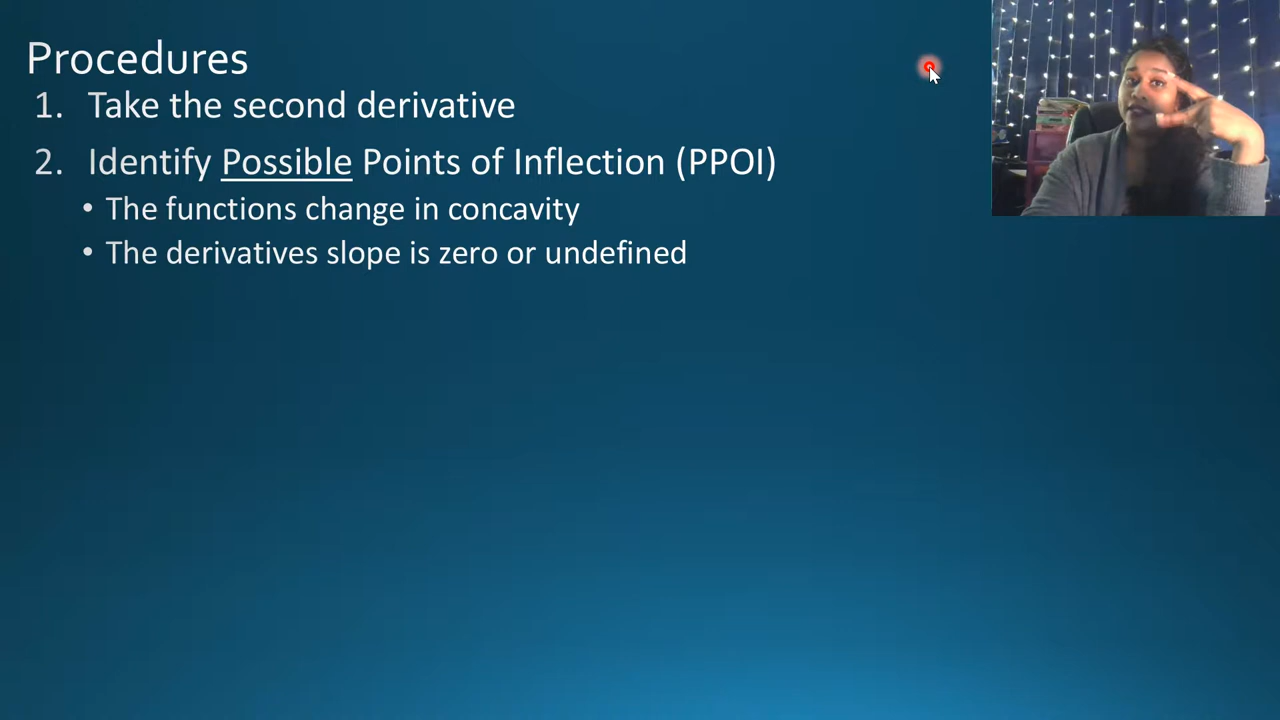 Procedures
1. Take the second derivative
2. Identify Possible Points of Inflection (PPOI)
• The functions change in concavity
• The derivatives slope is zero or undefined